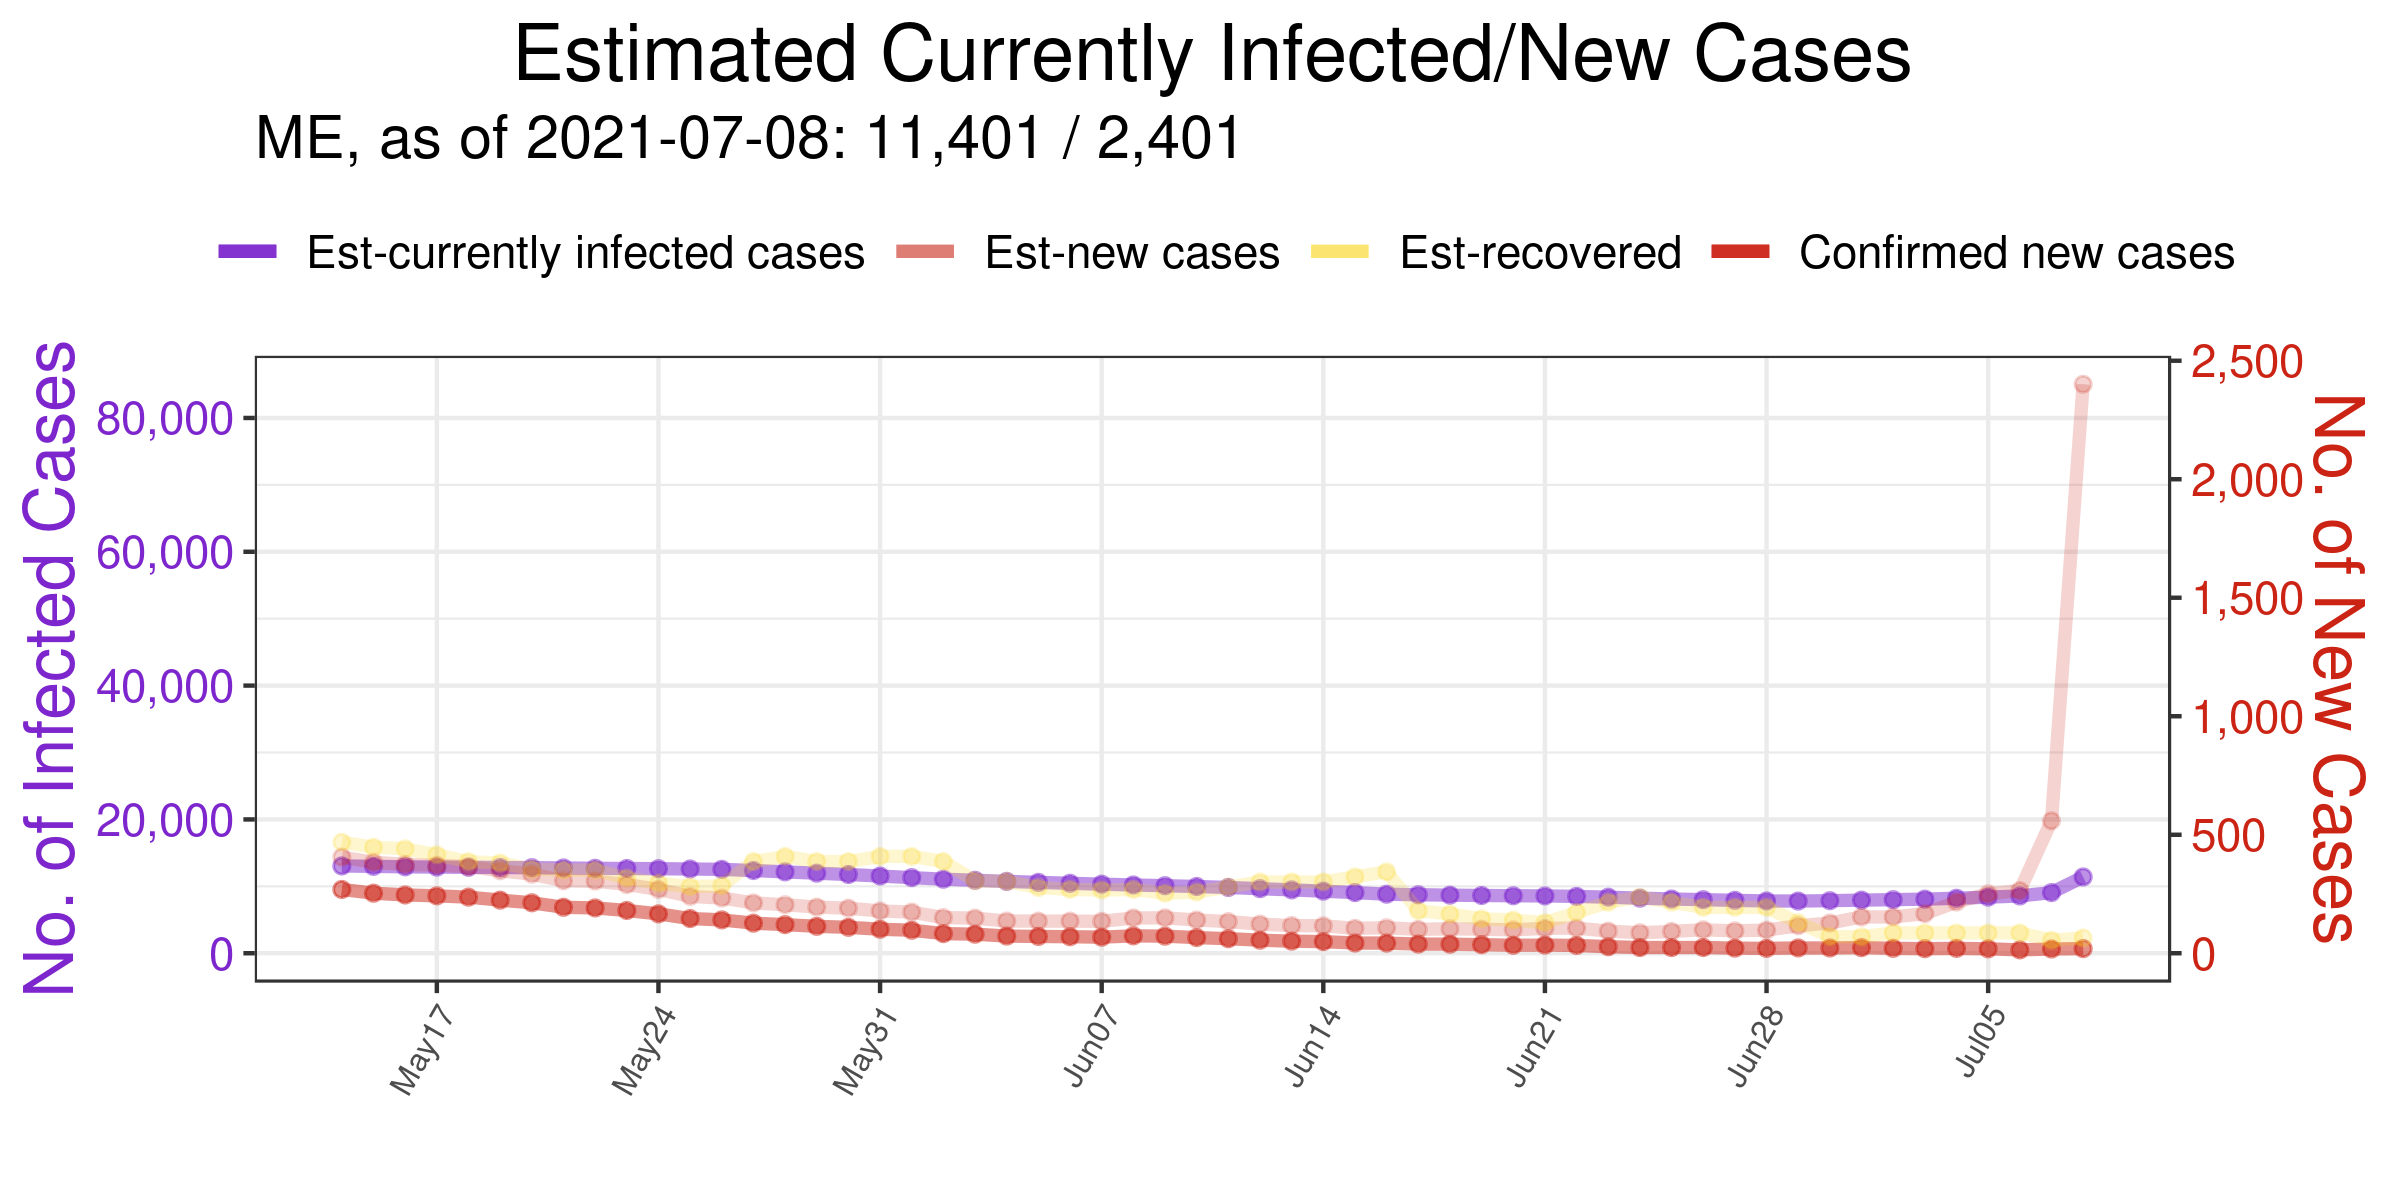 Estimated Currently Infected/New Cases
ME, as of 2021-07-08: 11,401 / 2,401
Est-currently infected cases Est-new cases Est-recovered Confirmed new cases
No. of Infected Cases
80,000
60,000
40,000
20,000
0
2,500
2,000
1,500
1,000
500
0
No. of New Cases
May17 May24 May31 Jun07 Jun14 Jun21 Jun28 Jul05